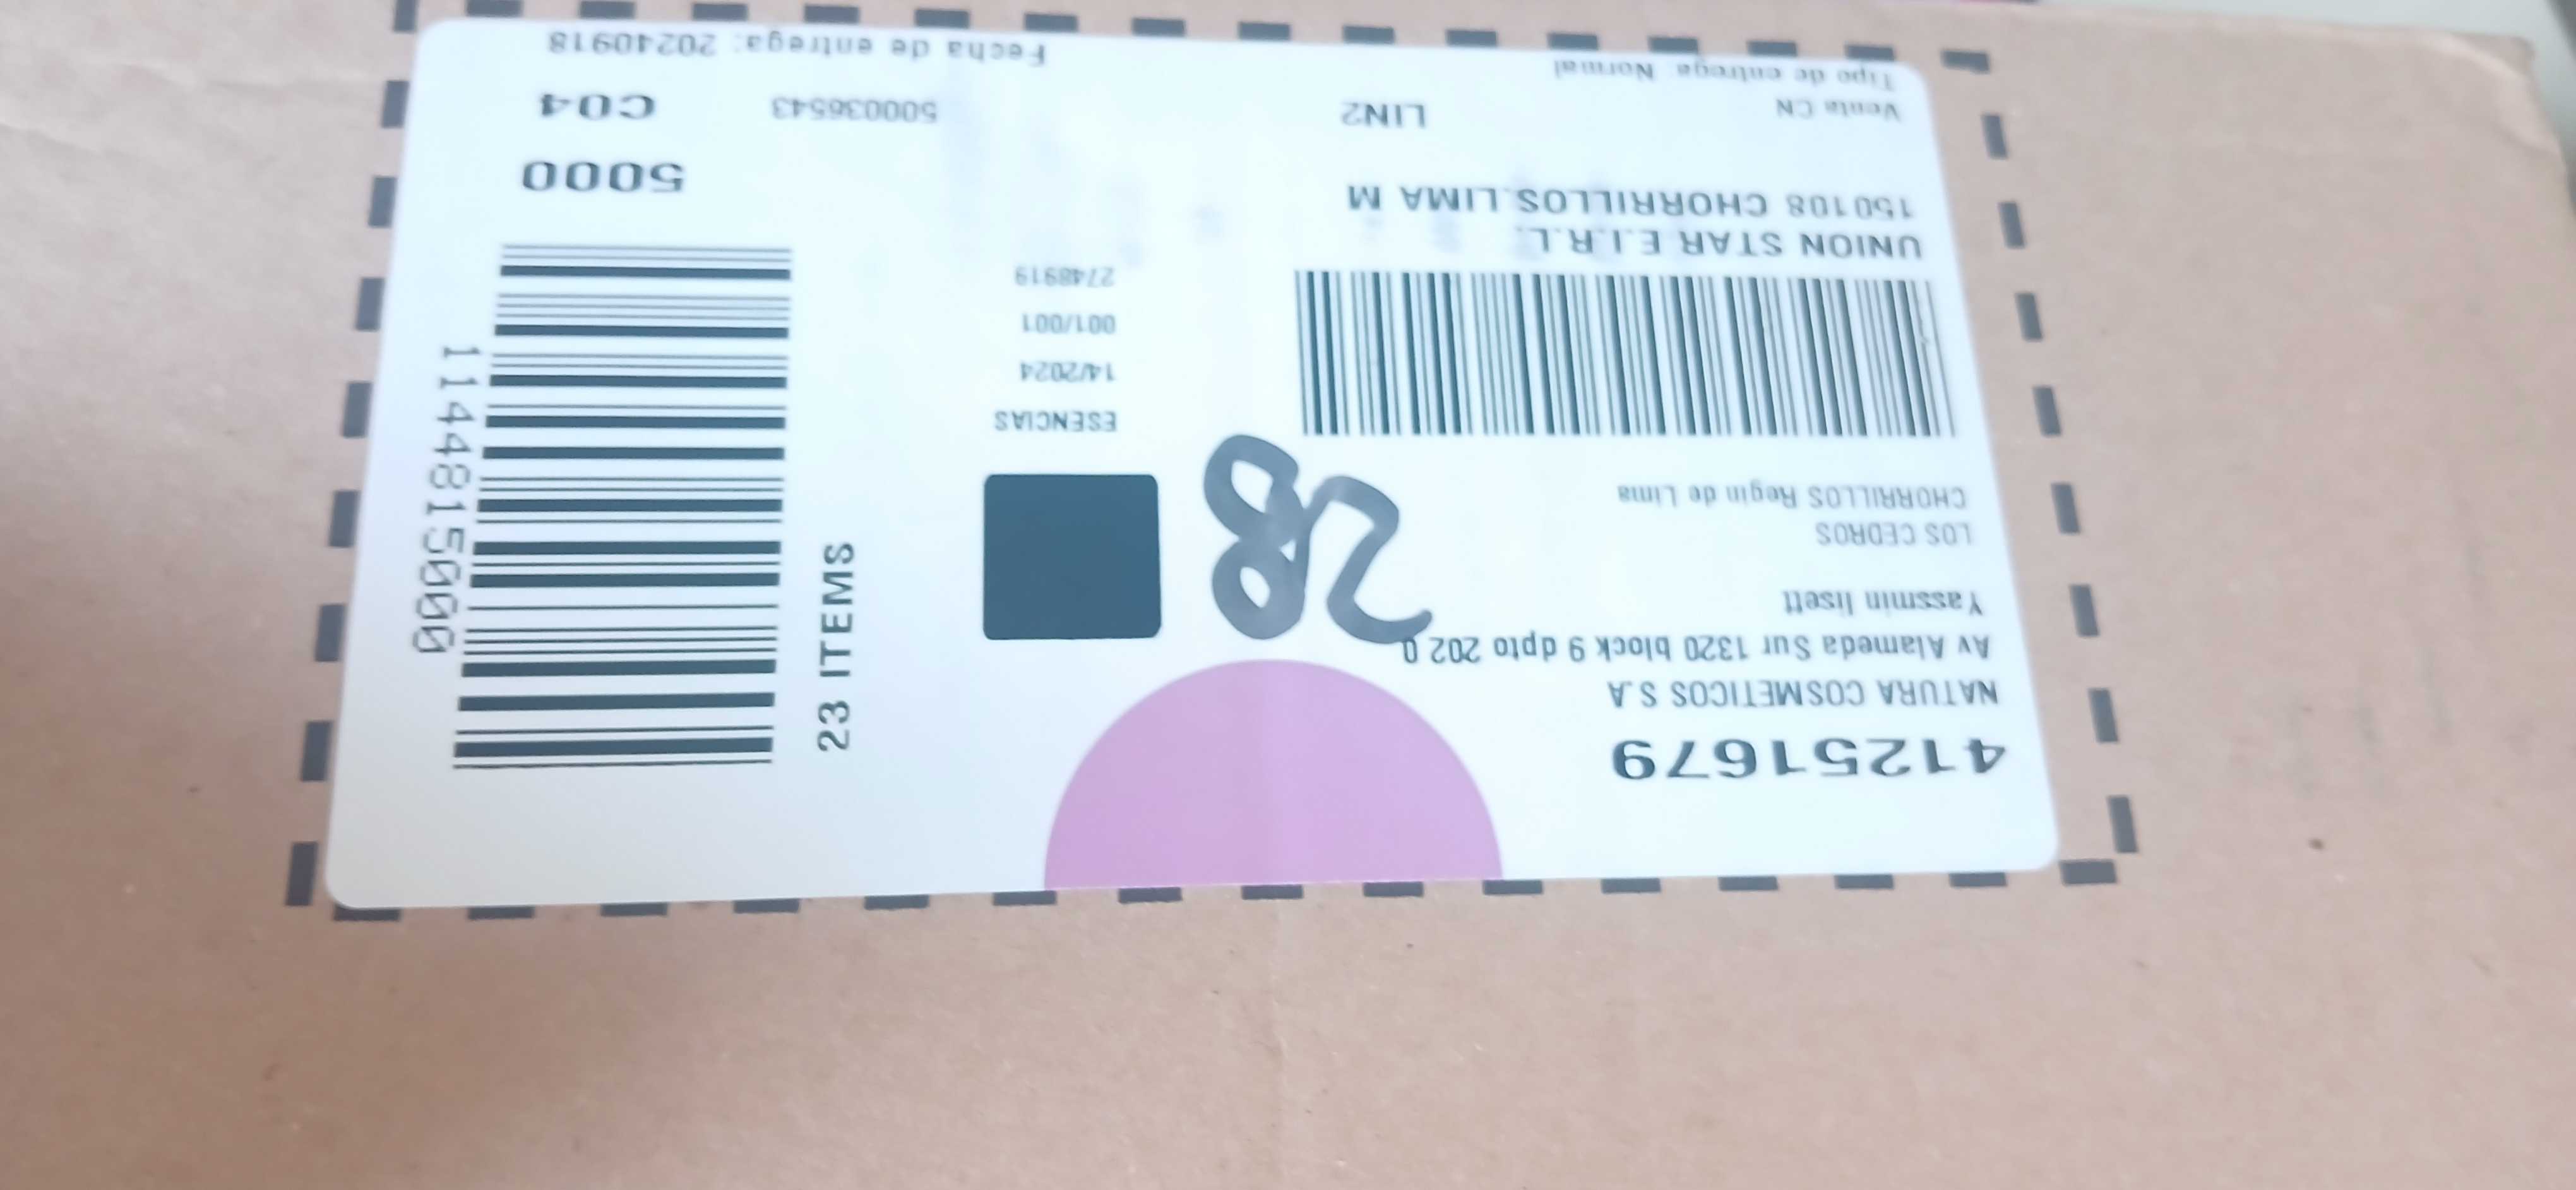 41251679
NATURA COSMETICOS S.A
Av Alameda Sur 1320 block 9 dpto 202 0
Yassmin lisett
LOS CEDROS
CHORRILLOS Regin de Lima
28
UNION STAR E.I.R.L.
150108 CHORRILLOS.LIMA M
Venta CN
LIN2
Tipo de entrega: Normal
ESENCIAS
14/2024
001/001
2748919
23 ITEMS
11448150000
5000
500036543
C04
Fecha de entrega: 20240918